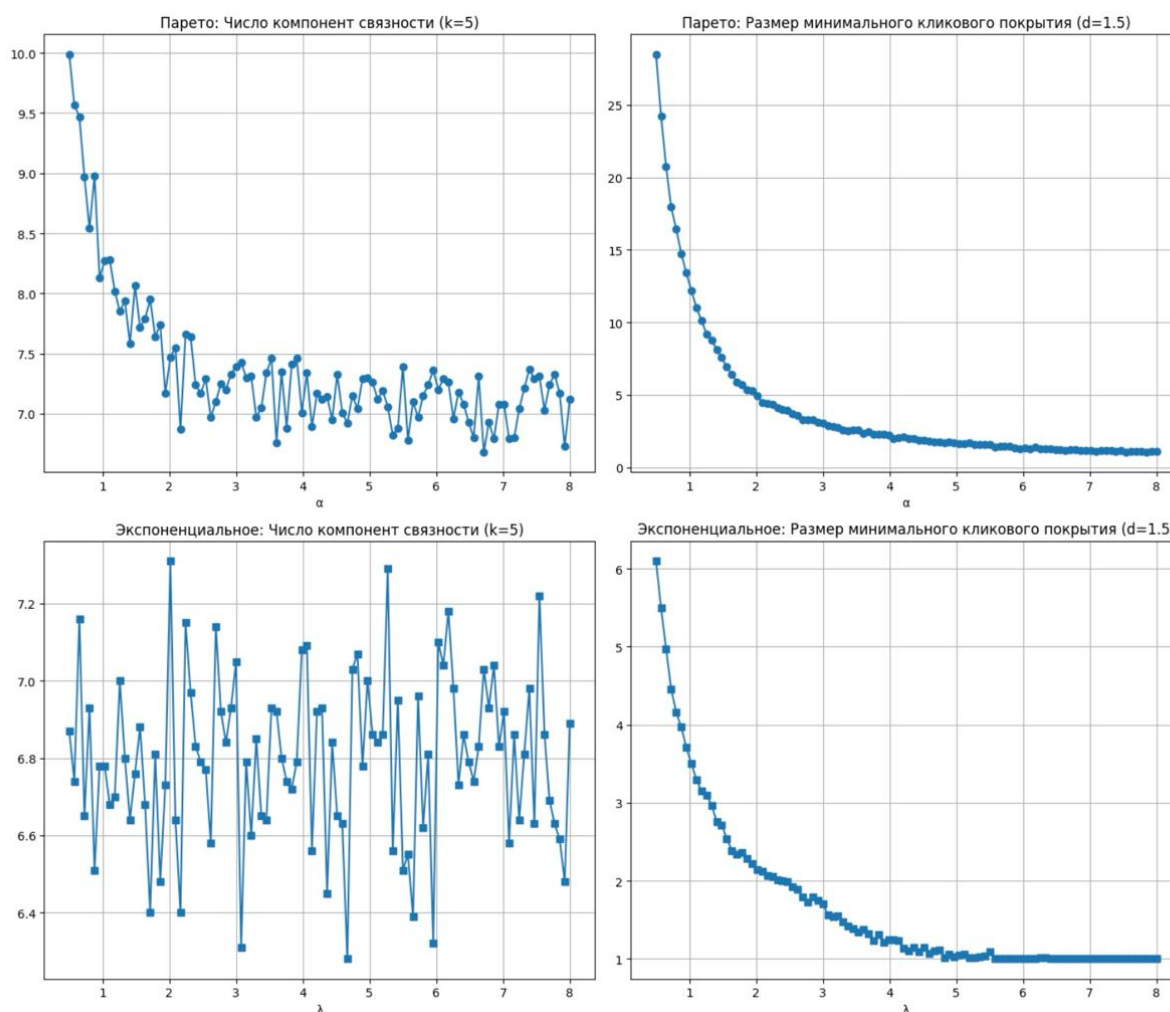 Парето: Число компонент связности (k=5)
10.0
9.5
9.0
8.5
8.0
7.5
7.0
1 2 3 4 5 6 7 8
α
Парето: Размер минимального кликового покрытия (d=1.5)
25
20
15
10
5
0
1 2 3 4 5 6 7 8
α
Экспоненциальное: Число компонент связности (k=5)
7.2
7.0
6.8
6.6
6.4
1 2 3 4 5 6 7 8
λ
Экспоненциальное: Размер минимального кликового покрытия (d=1.5
6
5
4
3
2
1
1 2 3 4 5 6 7 8
λ